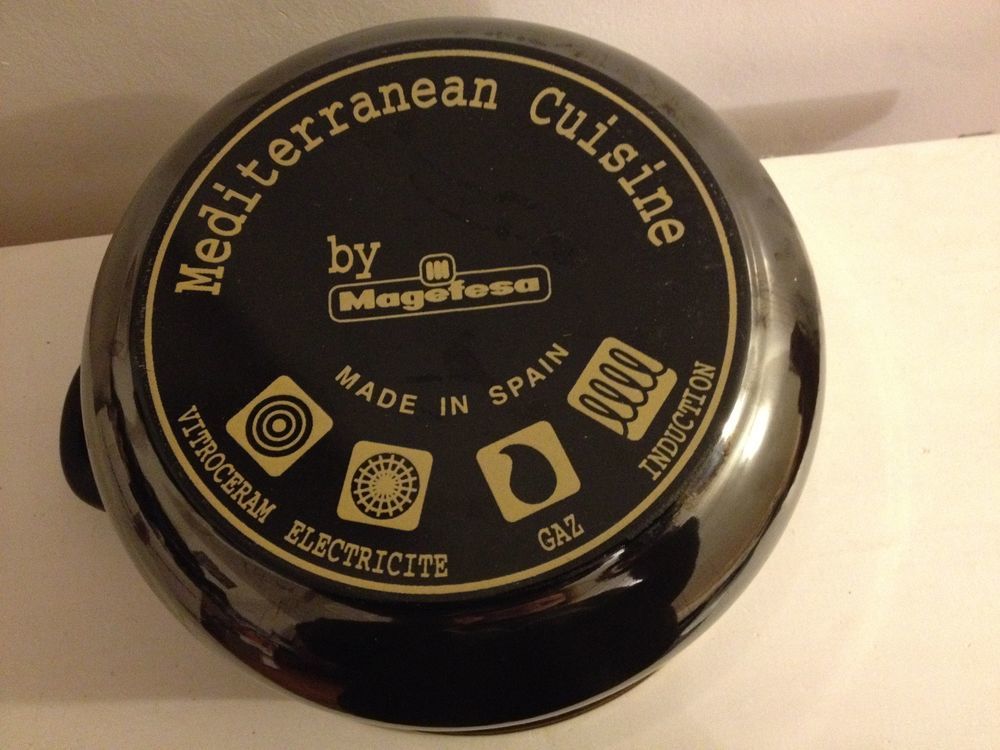 Mediterranean Cuisine
by
Magefesa
MADE IN SPAIN
VITROCERAM
ELECTRICITE
GAZ
INDUCTION